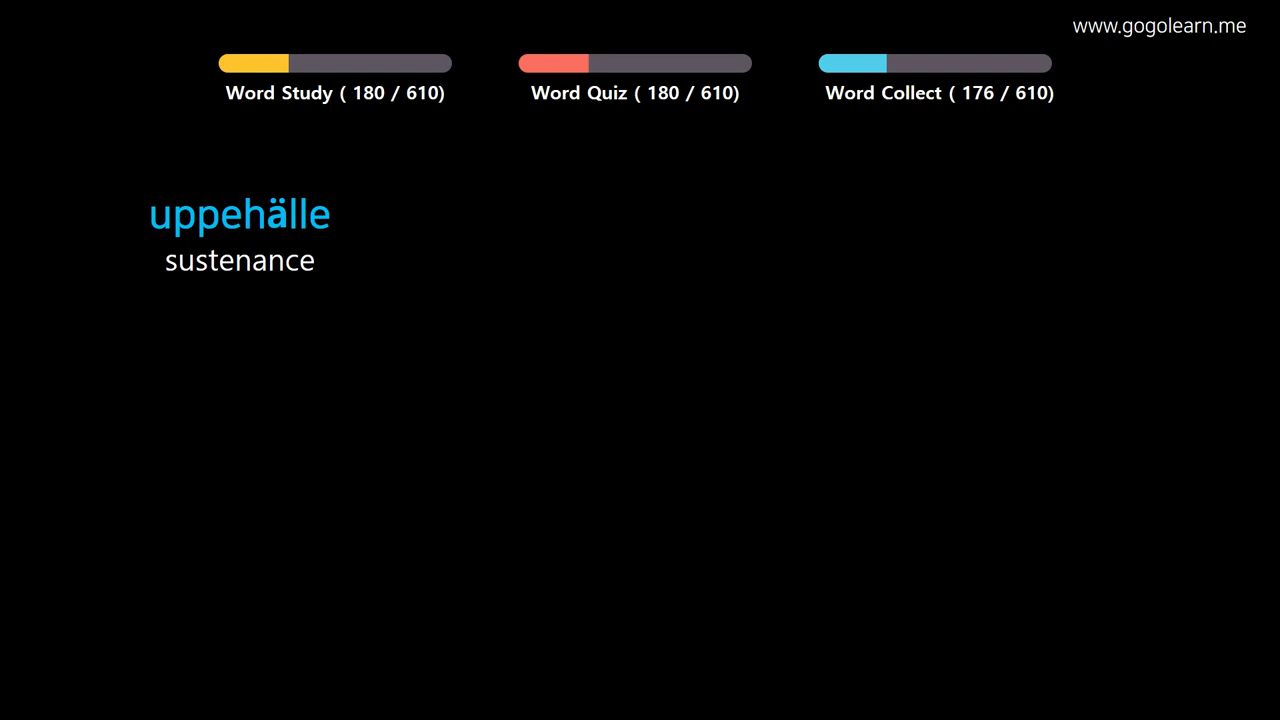 www.gogolearn.me
Word Study ( 180 / 610)
Word Quiz ( 180 / 610)
Word Collect ( 176 / 610)
uppehälle
sustenance